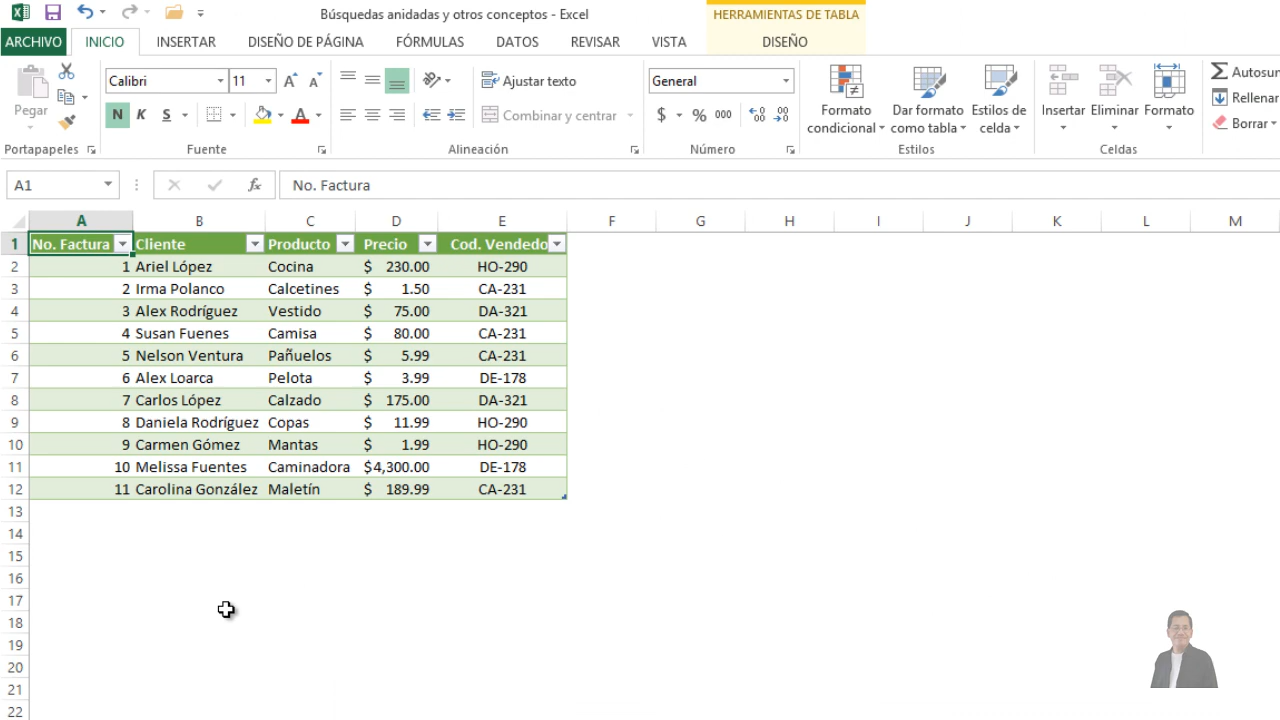 Búsquedas anidadas y otros conceptos - Excel
HERRAMIENTAS DE TABLA
ARCHIVO INICIO INSERTAR DISEÑO DE PÁGINA FÓRMULAS DATOS REVISAR VISTA DISEÑO
Pegar
Calibri 11
N K S A
Ajustar texto
Combinar y centrar
General
$ % 000
Formato condicional
Dar formato como tabla
Estilos de celda
Insertar Eliminar Formato
Autosu
Rellenar
Borrar
Portapapeles Fuente Alineación Número Estilos Celdas
A1 fx No. Factura
A B C D E F G H I J K L M
1 No. Factura Cliente Producto Precio Cod. Vendedo
2 1 Ariel López Cocina $ 230.00 HO-290
3 2 Irma Polanco Calcetines $ 1.50 CA-231
4 3 Alex Rodríguez Vestido $ 75.00 DA-321
5 4 Susan Fuenes Camisa $ 80.00 CA-231
6 5 Nelson Ventura Pañuelos $ 5.99 CA-231
7 6 Alex Loarca Pelota $ 3.99 DE-178
8 7 Carlos López Calzado $ 175.00 DA-321
9 8 Daniela Rodríguez Copas $ 11.99 HO-290
10 9 Carmen Gómez Mantas $ 1.99 HO-290
11 10 Melissa Fuentes Caminadora $4,300.00 DE-178
12 11 Carolina González Maletín $ 189.99 CA-231
13
14
15
16
17
18
19
20
21
22